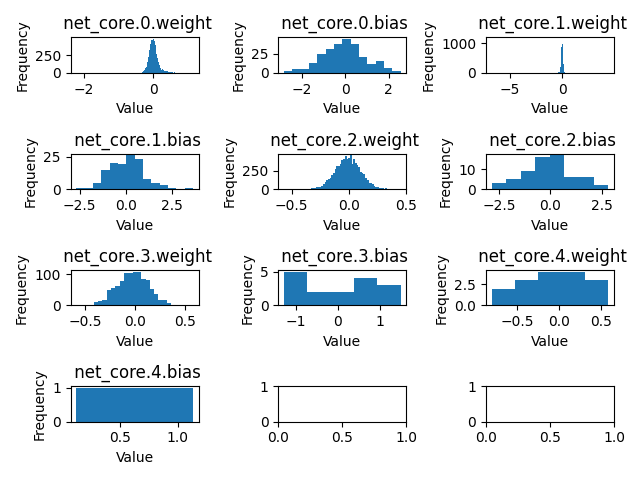 net_core.0.weight
Frequency
250
0
−2
0
Value
net_core.0.bias
Frequency
25
0
−2
0
2
Value
net_core.1.weight
Frequency
1000
0
−5
0
Value
net_core.1.bias
Frequency
25
0
−2.5
0.0
2.5
Value
net_core.2.weight
Frequency
250
0
−0.5
0.0
0.5
Value
net_core.2.bias
Frequency
10
0
−2.5
0.0
2.5
Value
net_core.3.weight
Frequency
100
0
−0.5
0.0
0.5
Value
net_core.3.bias
Frequency
5
0
−1
0
1
Value
net_core.4.weight
Frequency
2.5
0.0
−0.5
0.0
0.5
Value
net_core.4.bias
Frequency
1
0
0.5
1.0
Value
1
0
0.0
0.5
1.0
1
0
0.0
0.5
1.0